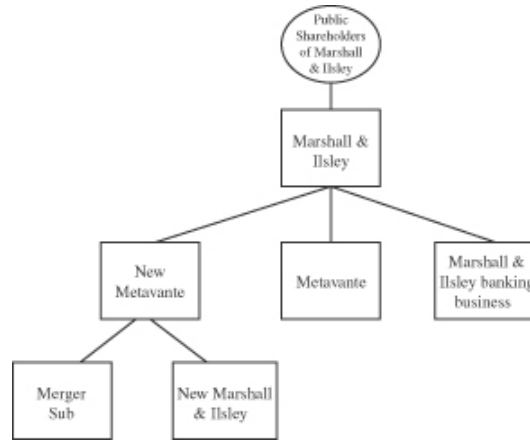 Public
Shareholders
of Marshall
& Ilsley
Marshall &
Ilsley
New
Metavante
Metavante
Marshall &
Ilsley banking
business
Merger
Sub
New Marshall
& Ilsley